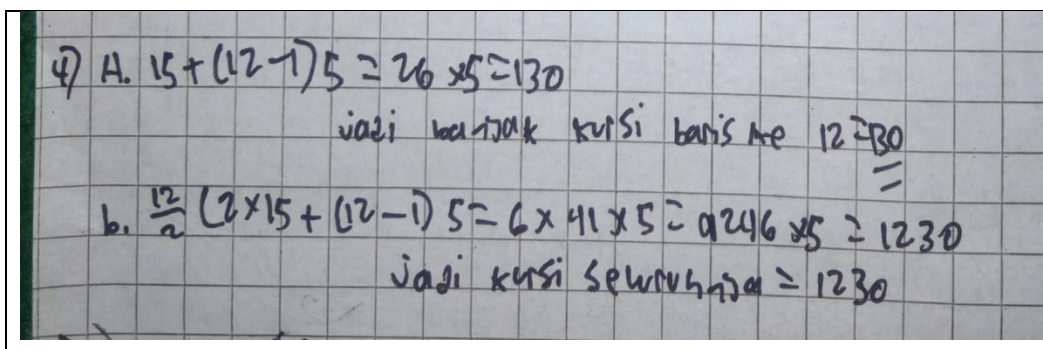 4) A. 15 + (12-1) 5 = 26 x5 = 130
jadi banyak kursi baris ke 12 = 130
b. 12/2 (2x15 + (12-1) 5 = 6 x 41 x 5 = 246 x5 = 1230
jadi kursi seluruhnya = 1230